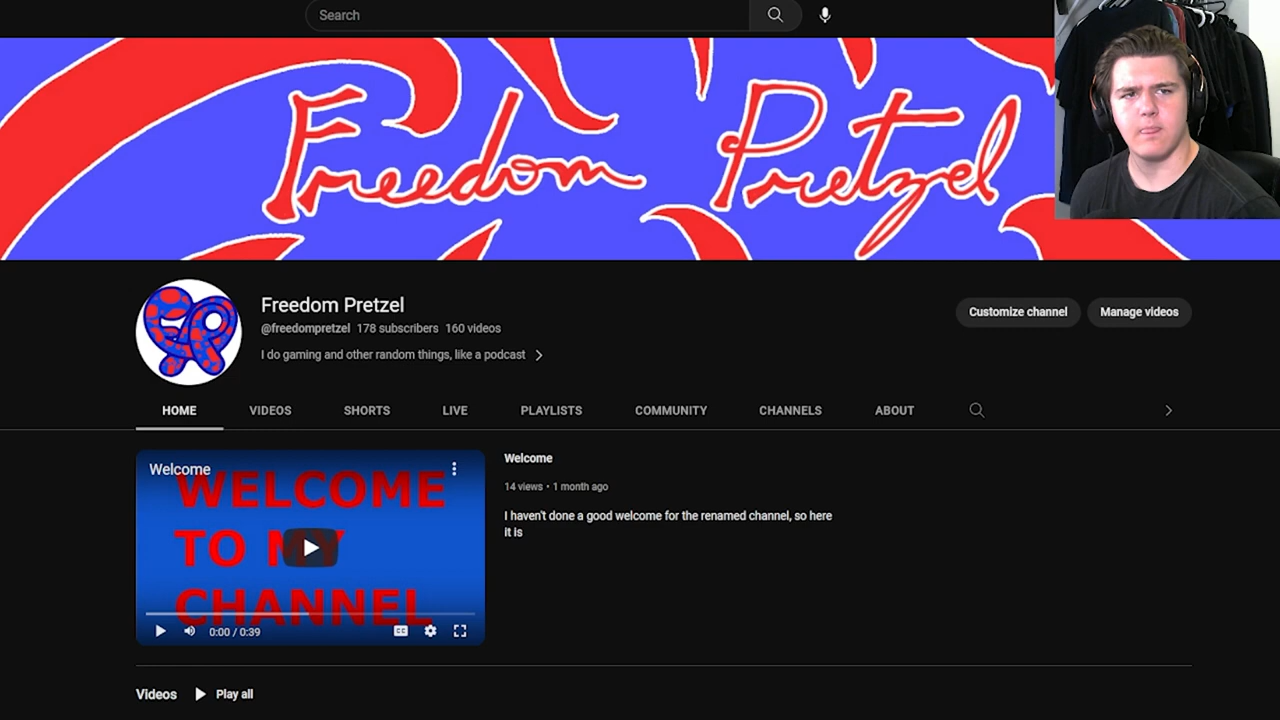 Search
Freedom Pretzel
FP
Freedom Pretzel
@freedompretzel 178 subscribers 160 videos
I do gaming and other random things, like a podcast
Customize channel
Manage videos
HOME VIDEOS SHORTS LIVE PLAYLISTS COMMUNITY CHANNELS ABOUT
Welcome
WELCOME
TO MY
CHANNEL
0:00 / 0:39
CC
Welcome
14 views • 1 month ago
I haven't done a good welcome for the renamed channel, so here
it is
Videos Play all